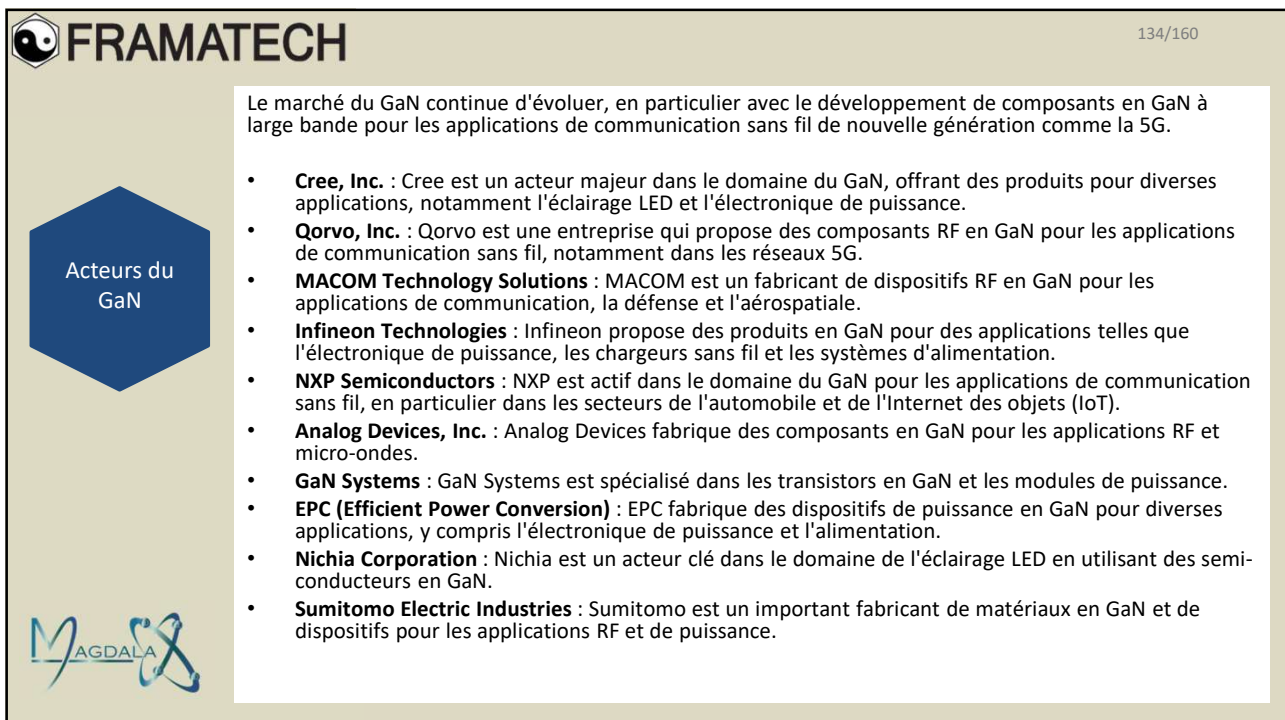 FRAMATECH
134/160
Le marché du GaN continue d'évoluer, en particulier avec le développement de composants en GaN à
large bande pour les applications de communication sans fil de nouvelle génération comme la 5G.
Acteurs du
GaN
• Cree, Inc. : Cree est un acteur majeur dans le domaine du GaN, offrant des produits pour diverses
applications, notamment l'éclairage LED et l'électronique de puissance.
• Qorvo, Inc. : Qorvo est une entreprise qui propose des composants RF en GaN pour les applications
de communication sans fil, notamment dans les réseaux 5G.
• MACOM Technology Solutions : MACOM est un fabricant de dispositifs RF en GaN pour les
applications de communication, la défense et l'aérospatiale.
• Infineon Technologies : Infineon propose des produits en GaN pour des applications telles que
l'électronique de puissance, les chargeurs sans fil et les systèmes d'alimentation.
• NXP Semiconductors : NXP est actif dans le domaine du GaN pour les applications de communication
sans fil, en particulier dans les secteurs de l'automobile et de l'Internet des objets (IoT).
• Analog Devices, Inc. : Analog Devices fabrique des composants en GaN pour les applications RF et
micro-ondes.
• GaN Systems : GaN Systems est spécialisé dans les transistors en GaN et les modules de puissance.
• EPC (Efficient Power Conversion) : EPC fabrique des dispositifs de puissance en GaN pour diverses
applications, y compris l'électronique de puissance et l'alimentation.
• Nichia Corporation : Nichia est un acteur clé dans le domaine de l'éclairage LED en utilisant des semi-
conducteurs en GaN.
• Sumitomo Electric Industries : Sumitomo est un important fabricant de matériaux en GaN et de
dispositifs pour les applications RF et de puissance.
MAGDALA